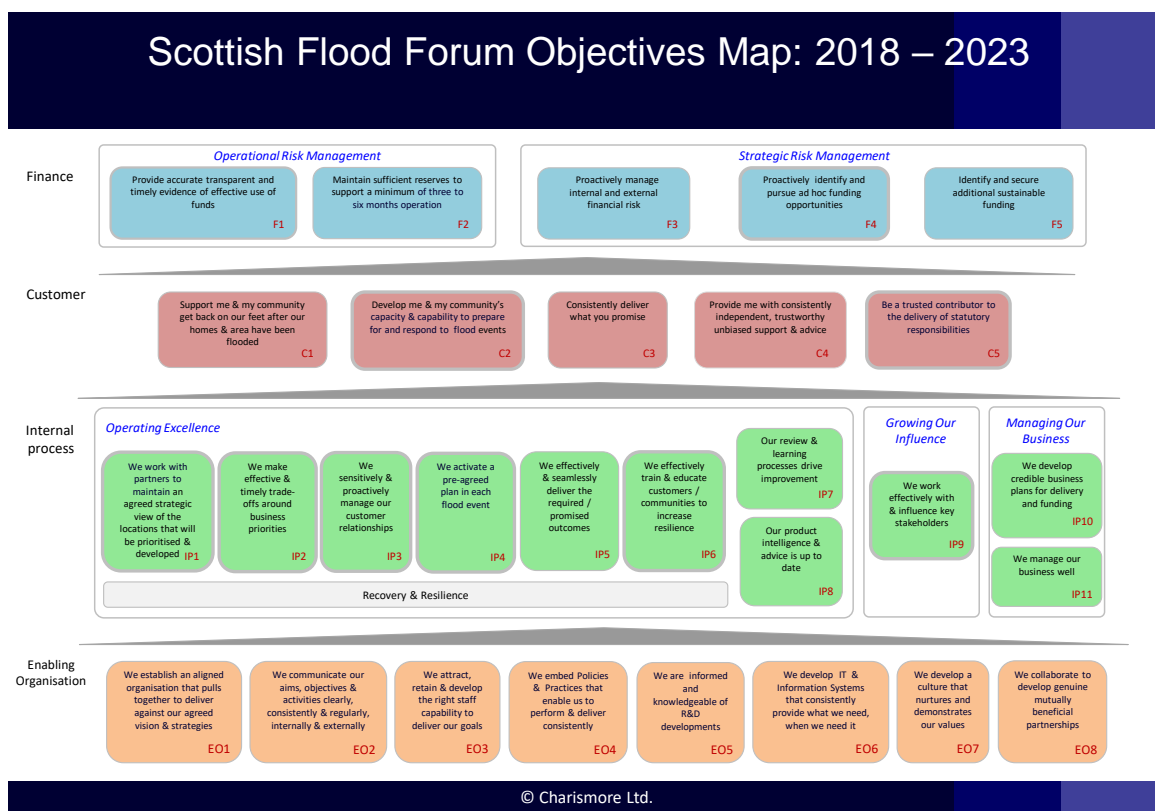 Scottish Flood Forum Objectives Map: 2018 – 2023
Finance
Operational Risk Management
Provide accurate transparent and
timely evidence of effective use of
funds
F1
Maintain sufficient reserves to
support a minimum of three to
six months operation
F2
Strategic Risk Management
Proactively manage
internal and external
financial risk
F3
Proactively identify and
pursue ad hoc funding
opportunities
F4
Identify and secure
additional sustainable
funding
F5
Customer
Support me & my community
get back on our feet after our
homes & area have been
flooded
C1
Develop me & my community's
capacity & capability to prepare
for and respond to flood events
C2
Consistently deliver
what you promise
C3
Provide me with consistently
independent, trustworthy
unbiased support & advice
C4
Be a trusted contributor to
the delivery of statutory
responsibilities
C5
Internal
process
Operating Excellence
We work with
partners to
maintain an
agreed strategic
view of the
locations that will
be prioritised &
developed IP1
We make
effective &
timely trade-
offs around
business
priorities
IP2
We
sensitively &
proactively
manage our
customer
relationships
IP3
We activate a
pre-agreed
plan in each
flood event
IP4
We effectively
& seamlessly
deliver the
required /
promised
outcomes
IP5
We effectively
train & educate
customers /
communities to
increase
resilience
IP6
Our review &
learning
processes drive
improvement
IP7
Our product
intelligence &
advice is up to
date
IP8
Recovery & Resilience
Growing Our
Influence
We work
effectively with
& influence key
stakeholders
IP9
Managing Our
Business
We develop
credible business
plans for delivery
and funding
IP10
We manage our
business well
IP11
Enabling
Organisation
We establish an aligned
organisation that pulls
together to deliver
against our agreed
vision & strategies
EO1
We communicate our
aims, objectives &
activities clearly,
consistently & regularly,
internally & externally
EO2
We attract,
retain & develop
the right staff
capability to
deliver our goals
EO3
We embed Policies
& Practices that
enable us to
perform & deliver
consistently
EO4
We are informed
and
knowledgeable of
R&D
developments
EO5
We develop IT &
Information Systems
that consistently
provide what we need,
when we need it
EO6
We develop a
culture that
nurtures and
demonstrates
our values
EO7
We collaborate to
develop genuine
mutually
beneficial
partnerships
EO8
© Charismore Ltd.